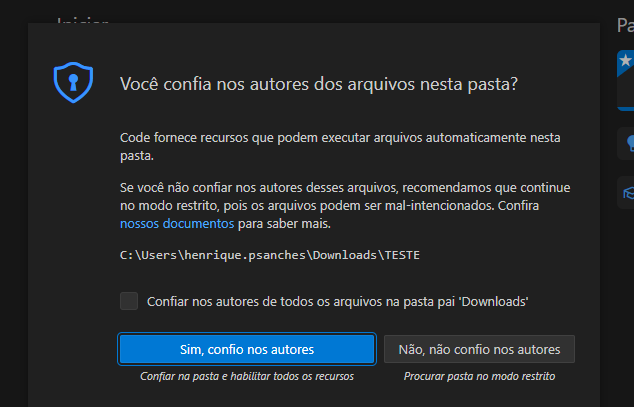 Iniciar
Pa
Você confia nos autores dos arquivos nesta pasta?
Code fornece recursos que podem executar arquivos automaticamente nesta
pasta.
Se você não confiar nos autores desses arquivos, recomendamos que continue
no modo restrito, pois os arquivos podem ser mal-intencionados. Confira
nossos documentos para saber mais.
C:\Users\henrique.psanches\Downloads\TESTE
Confiar nos autores de todos os arquivos na pasta pai 'Downloads'
Sim, confio nos autores
Não, não confio nos autores
Confiar na pasta e habilitar todos os recursos
Procurar pasta no modo restrito